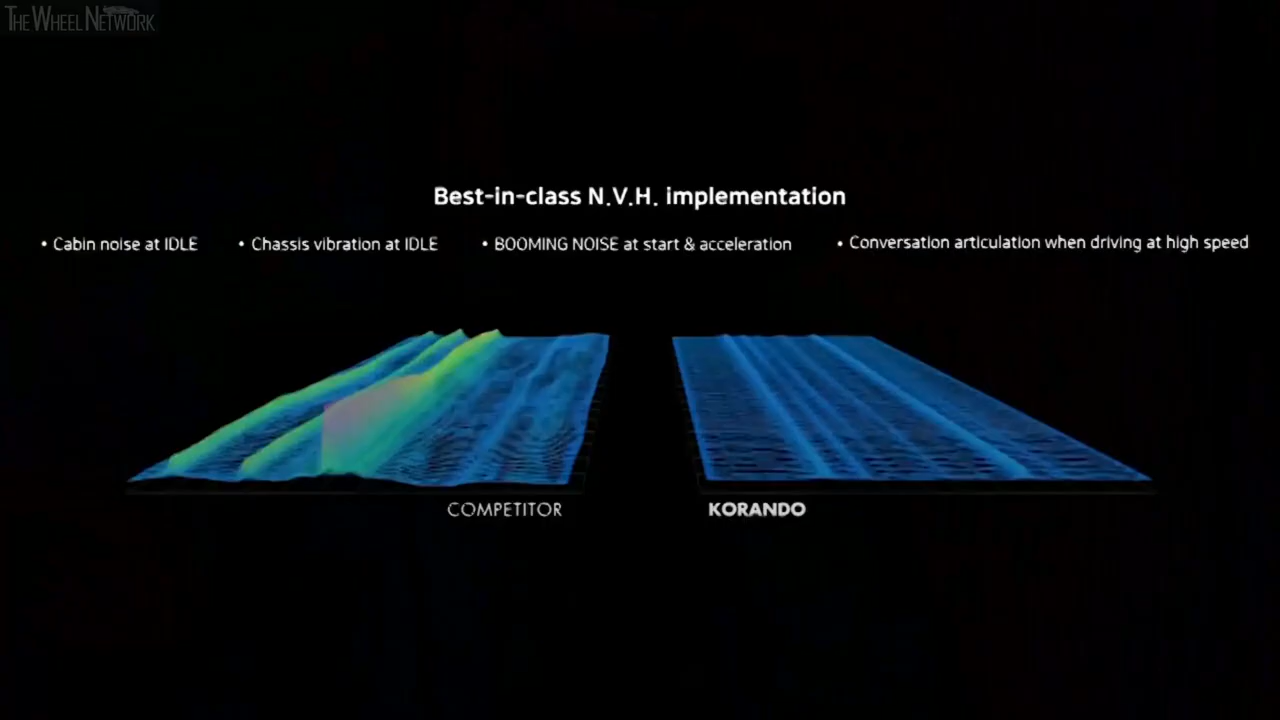 THE WHEEL NETWORK
Best-in-class N.V.H. implementation
• Cabin noise at IDLE • Chassis vibration at IDLE • BOOMING NOISE at start & acceleration • Conversation articulation when driving at high speed
COMPETITOR KORANDO